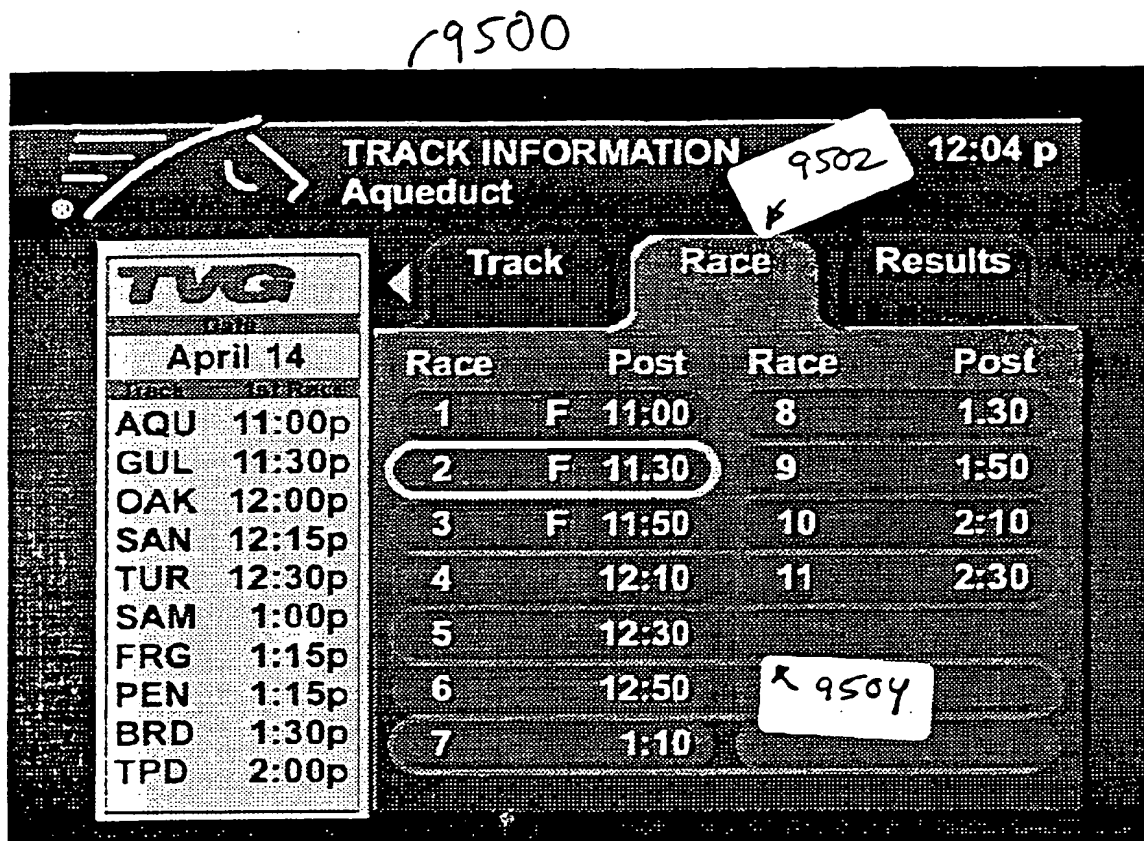 9500
TRACK INFORMATION
9502
12:04 p
Aqueduct
TVG
Date
April 14
Track 1st Race
AQU 11:00p
GUL 11:30p
OAK 12:00p
SAN 12:15p
TUR 12:30p
SAM 1:00p
FRG 1:15p
PEN 1:15p
BRD 1:30p
TPD 2:00p
Track Race Results
Race Post Race Post
1 F 11:00 8 1.30
2 F 11.30 9 1:50
3 F 11:50 10 2:10
4 12:10 11 2:30
5 12:30
6 12:50
9504
7 1:10